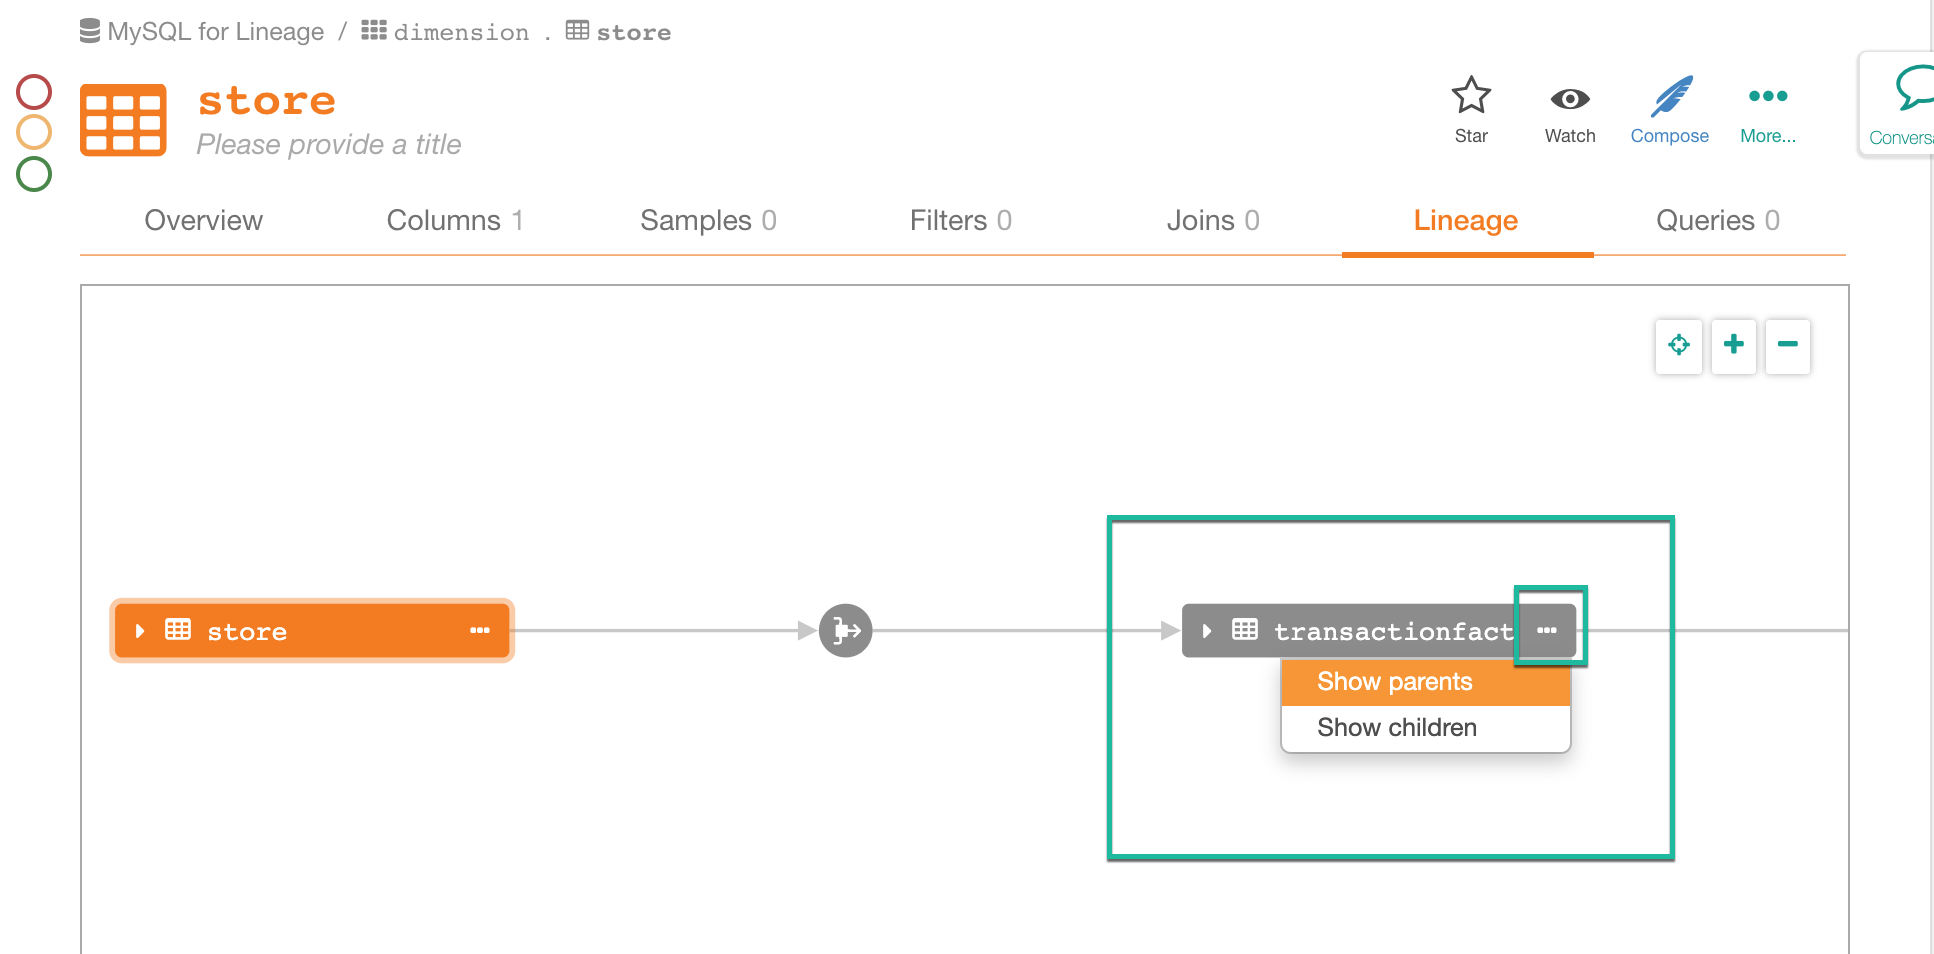 MySQL for Lineage / dimension . store
store
Please provide a title
Star Watch Compose More...
Overview Columns 1 Samples 0 Filters 0 Joins 0 Lineage Queries 0
store transactionfact
Show parents
Show children